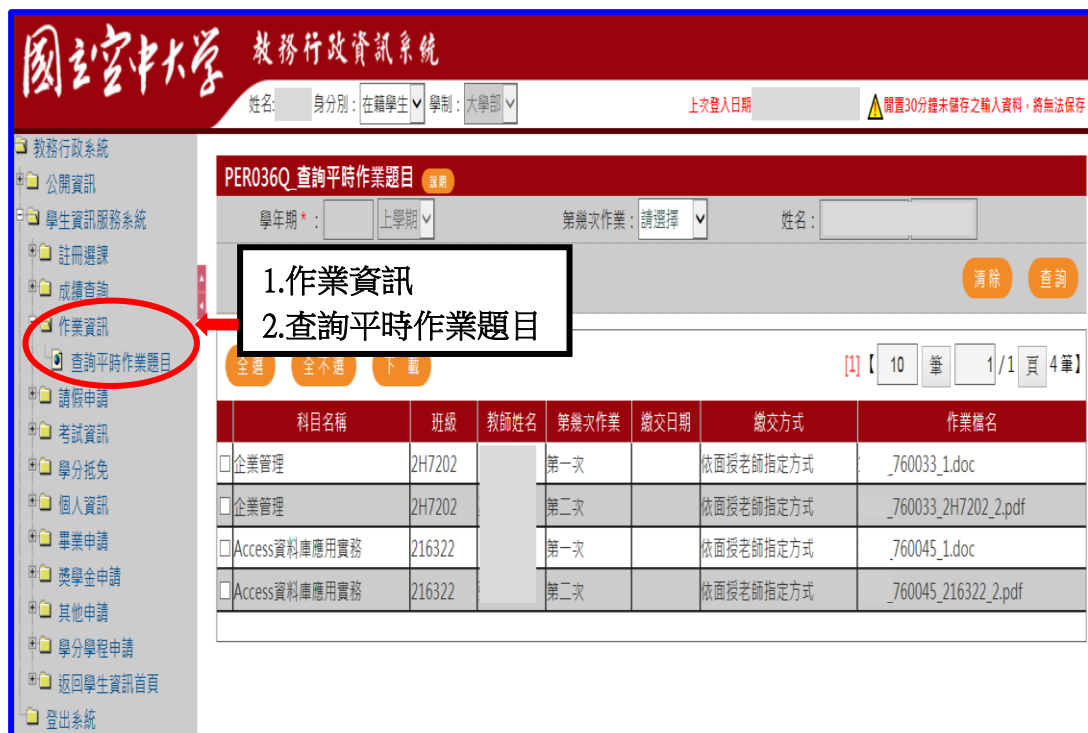 國立空中大學 教務行政資訊系統
姓名: 身分別：在籍學生 學制：大學部 上次登入日期 閒置30分鐘未儲存之輸入資料，將無法保存
教務行政系統
公開資訊
學生資訊服務系統
註冊選課
成績查詢
作業資訊
查詢平時作業題目
請假申請
考試資訊
學分抵免
個人資訊
畢業申請
獎學金申請
其他申請
學分學程申請
返回學生資訊首頁
登出系統
PER036Q_查詢平時作業題目 說明
學年期*： 上學期 第幾次作業：請選擇 姓名：
清除 查詢
1.作業資訊
2.查詢平時作業題目
全選 全不選 下載 [1]【 10 筆 1 / 1 頁 4筆】
科目名稱 班級 教師姓名 第幾次作業 繳交日期 繳交方式 作業檔名
企業管理 2H7202 第一次 依面授老師指定方式 _760033_1.doc
企業管理 2H7202 第二次 依面授老師指定方式 _760033_2H7202_2.pdf
Access資料庫應用實務 216322 第一次 依面授老師指定方式 _760045_1.doc
Access資料庫應用實務 216322 第二次 依面授老師指定方式 _760045_216322_2.pdf